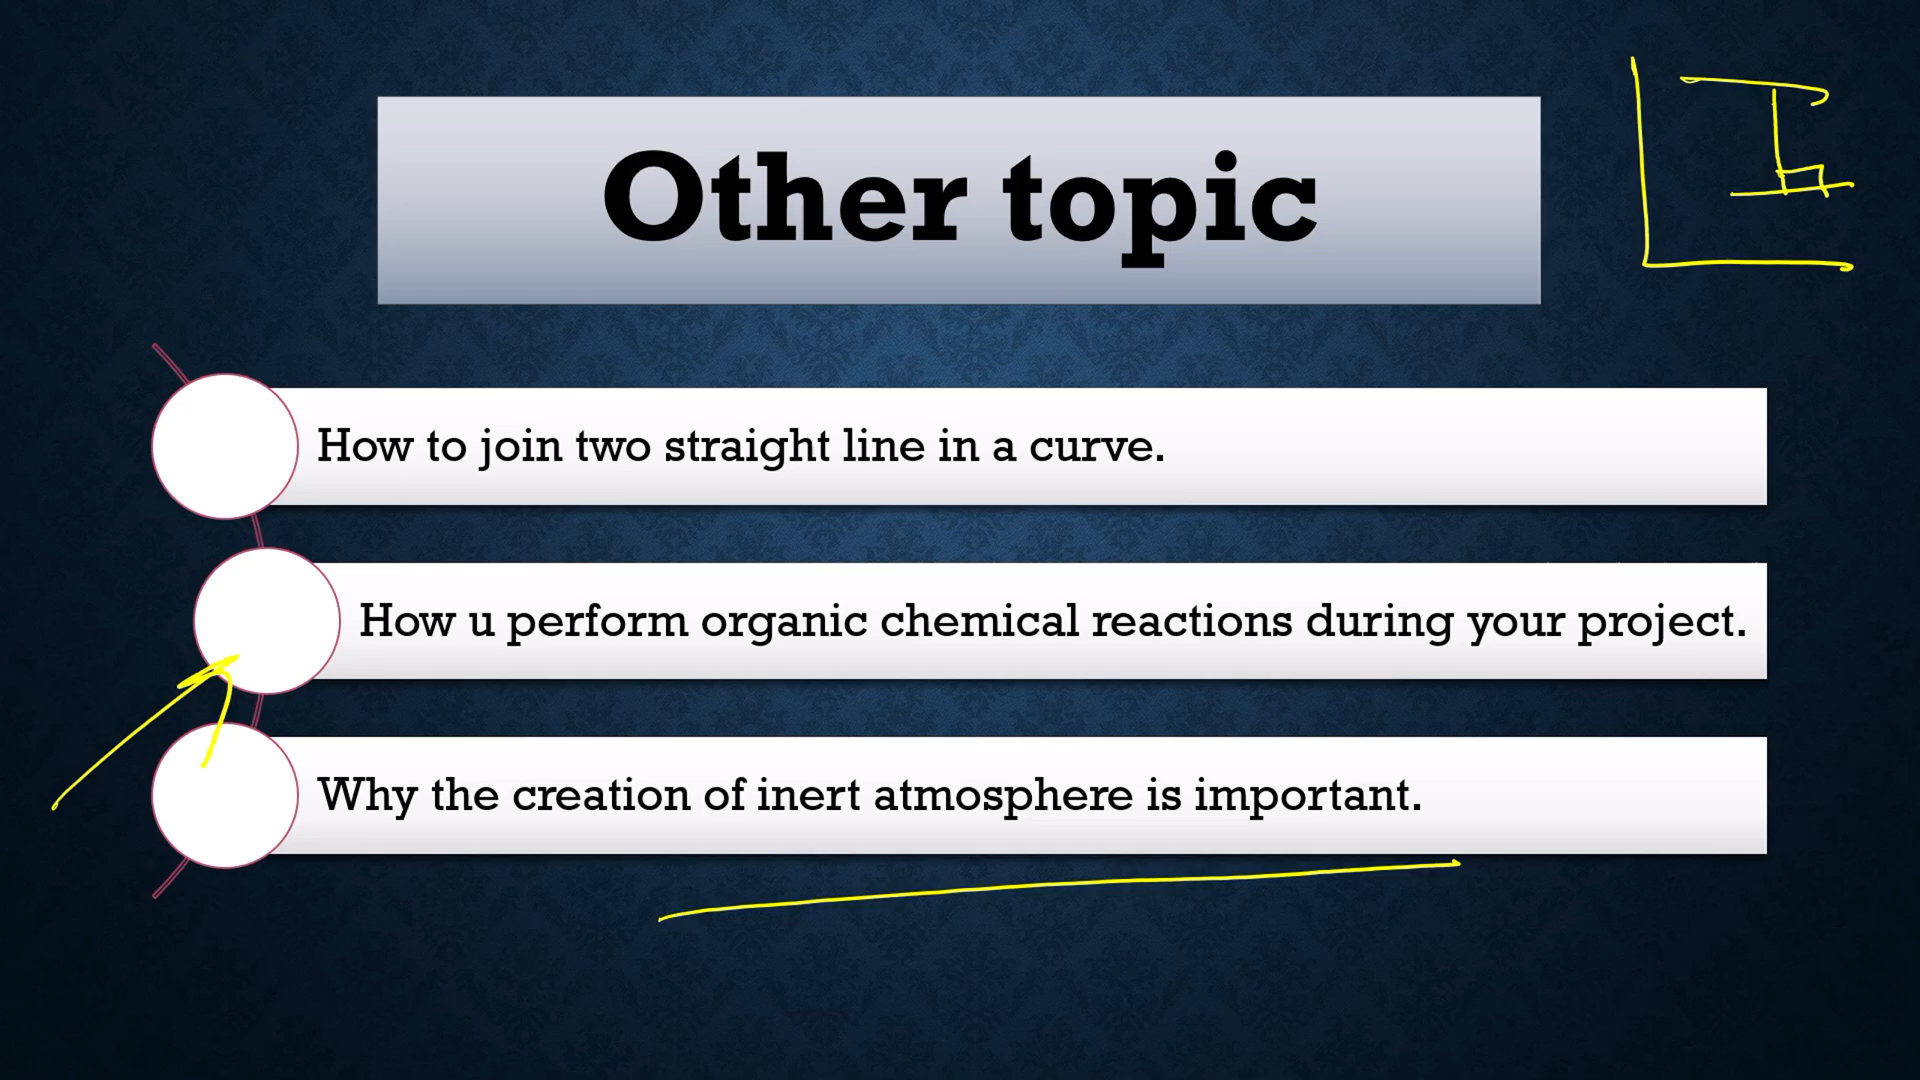 Other topic
How to join two straight line in a curve.
How u perform organic chemical reactions during your project.
Why the creation of inert atmosphere is important.